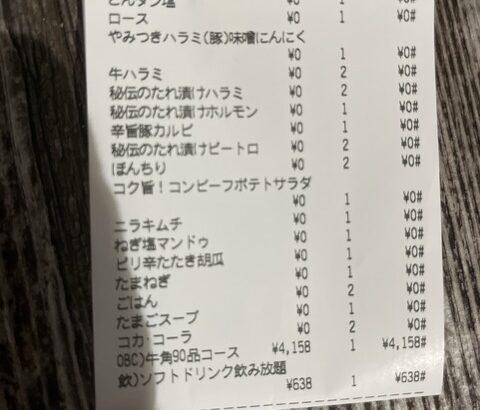 とんタン塩 ¥0 1 ¥0#
ロース ¥0 1 ¥0#
やみつきハラミ(豚)味噌にんにく
¥0 1 ¥0#
牛ハラミ ¥0 2 ¥0#
秘伝のたれ漬けハラミ ¥0 2 ¥0#
秘伝のたれ漬けホルモン ¥0 1 ¥0#
辛旨豚カルビ ¥0 1 ¥0#
秘伝のたれ漬けピートロ ¥0 2 ¥0#
ぼんちり ¥0 2 ¥0#
コク旨！コンビーフポテトサラダ
¥0 1 ¥0#
ニラキムチ ¥0 1 ¥0#
ねぎ塩マンドゥ ¥0 1 ¥0#
ピリ辛たたき胡瓜 ¥0 1 ¥0#
たまねぎ ¥0 1 ¥0#
ごはん ¥0 2 ¥0#
たまごスープ ¥0 1 ¥0#
コカ・コーラ ¥0 2 ¥0#
OBC)牛角90品コース ¥4,158 1 ¥4,158#
飲)ソフトドリンク飲み放題
¥638 1 ¥638#